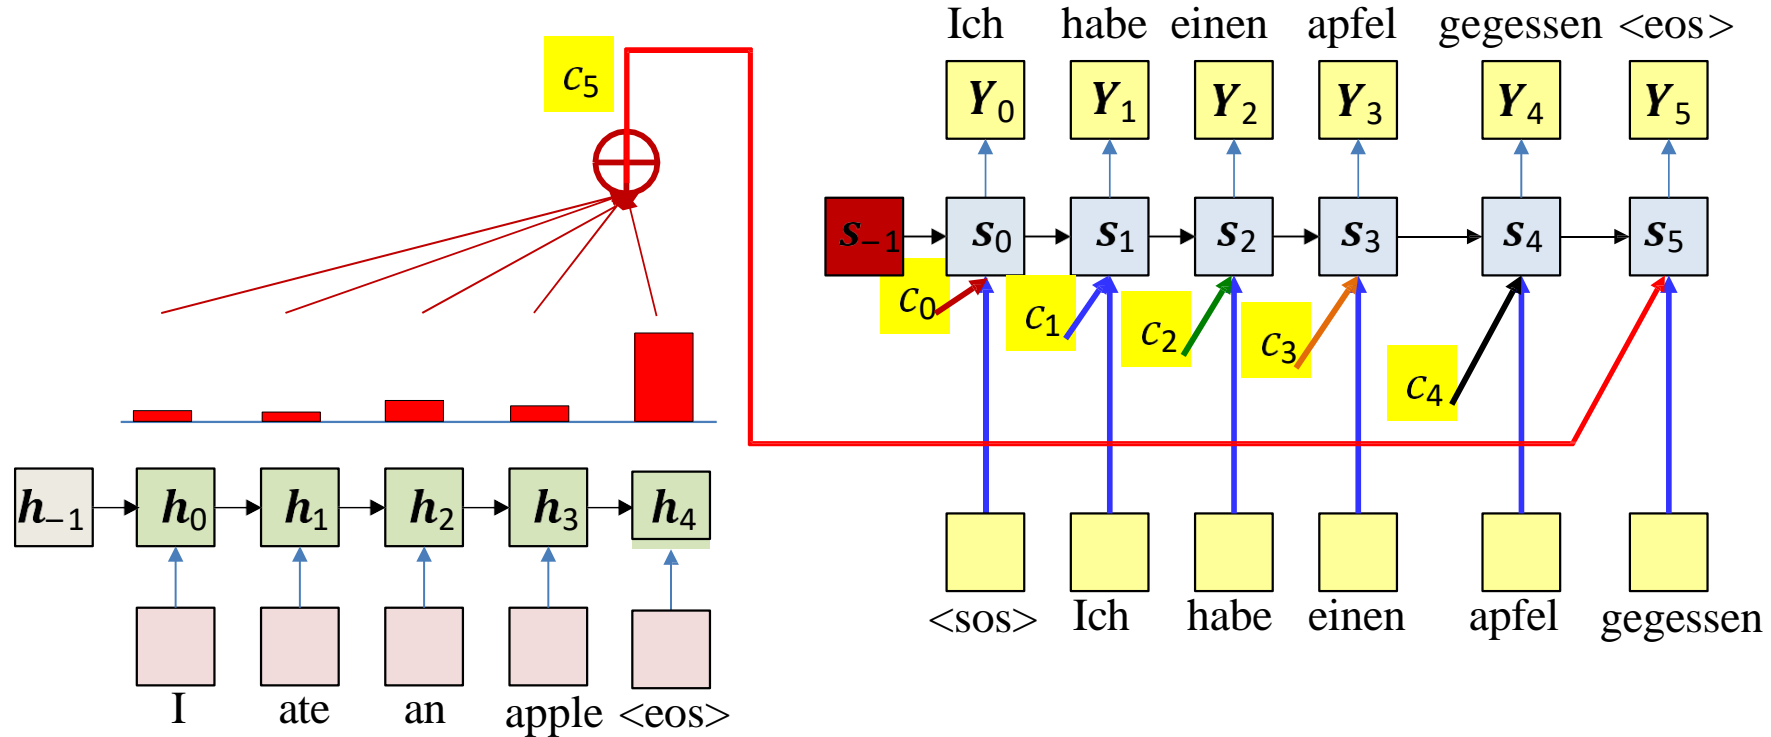 Ich habe einen apfel gegessen <eos>
c5
Y0 Y1 Y2 Y3 Y4 Y5
s−1 s0 s1 s2 s3 s4 s5
c0 c1 c2 c3 c4
h−1 h0 h1 h2 h3 h4
<sos> Ich habe einen apfel gegessen
I ate an apple <eos>